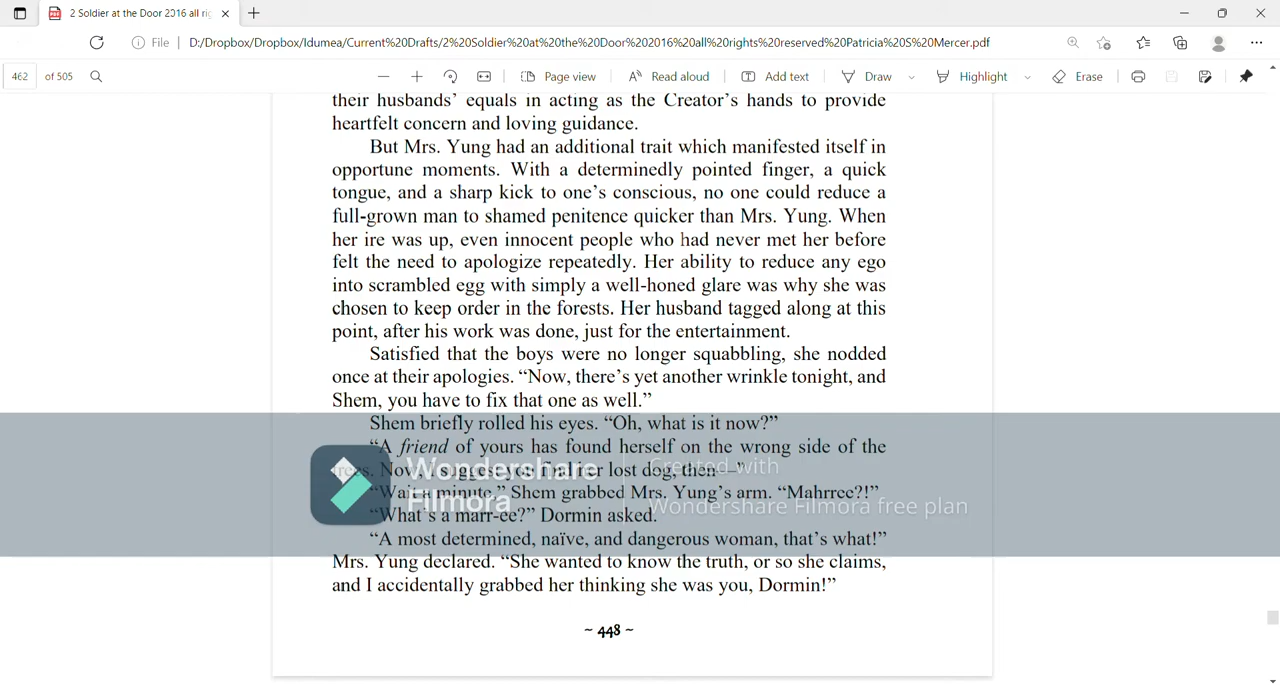 2 Soldier at the Door 2016 all ri
File | D:/Dropbox/Dropbox/Idumea/Current%20Drafts/2%20Soldier%20at%20the%20Door%202016%20all%20rights%20reserved%20Patricia%20S%20Mercer.pdf
462 of 505 Page view Read aloud Add text Draw Highlight Erase
their husbands’ equals in acting as the Creator’s hands to provide
heartfelt concern and loving guidance.
But Mrs. Yung had an additional trait which manifested itself in
opportune moments. With a determinedly pointed finger, a quick
tongue, and a sharp kick to one’s conscious, no one could reduce a
full-grown man to shamed penitence quicker than Mrs. Yung. When
her ire was up, even innocent people who had never met her before
felt the need to apologize repeatedly. Her ability to reduce any ego
into scrambled egg with simply a well-honed glare was why she was
chosen to keep order in the forests. Her husband tagged along at this
point, after his work was done, just for the entertainment.
Satisfied that the boys were no longer squabbling, she nodded
once at their apologies. “Now, there’s yet another wrinkle tonight, and
Shem, you have to fix that one as well.”
Shem briefly rolled his eyes. “Oh, what is it now?”
“A friend of yours has found herself on the wrong side of the
trees. Now, I suggest you find her lost dog, then—”
“Wait a minute.” Shem grabbed Mrs. Yung’s arm. “Mahrree?!”
“What’s a marr-ee?” Dormin asked.
“A most determined, naïve, and dangerous woman, that’s what!”
Mrs. Yung declared. “She wanted to know the truth, or so she claims,
and I accidentally grabbed her thinking she was you, Dormin!”
~ 448 ~
Wondershare
Filmora
Created with
Wondershare Filmora free plan